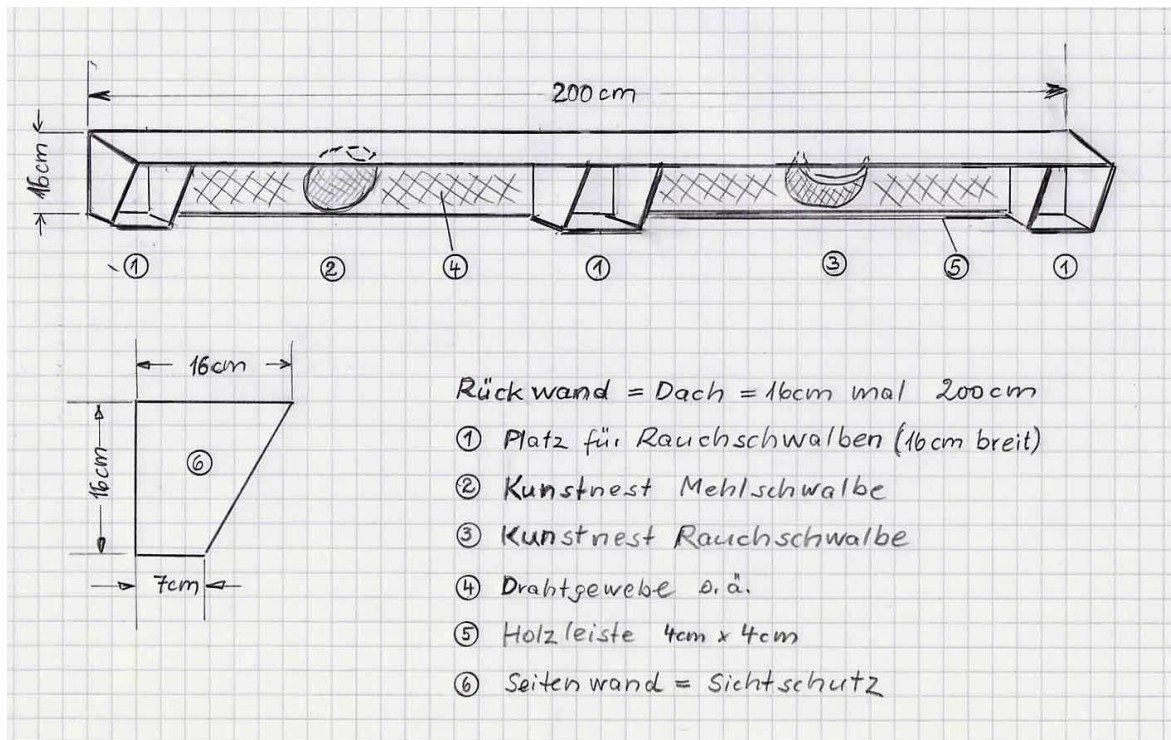 200cm
16cm
① ② ④ ① ③ ⑤ ①
16cm
16cm
⑥
7cm
Rückwand = Dach = 16cm mal 200cm
① Platz für Rauchschwalben (16cm breit)
② Kunstnest Mehlschwalbe
③ Kunstnest Rauchschwalbe
④ Drahtgewebe o.ä.
⑤ Holzleiste 4cm x 4cm
⑥ Seitenwand = Sichtschutz